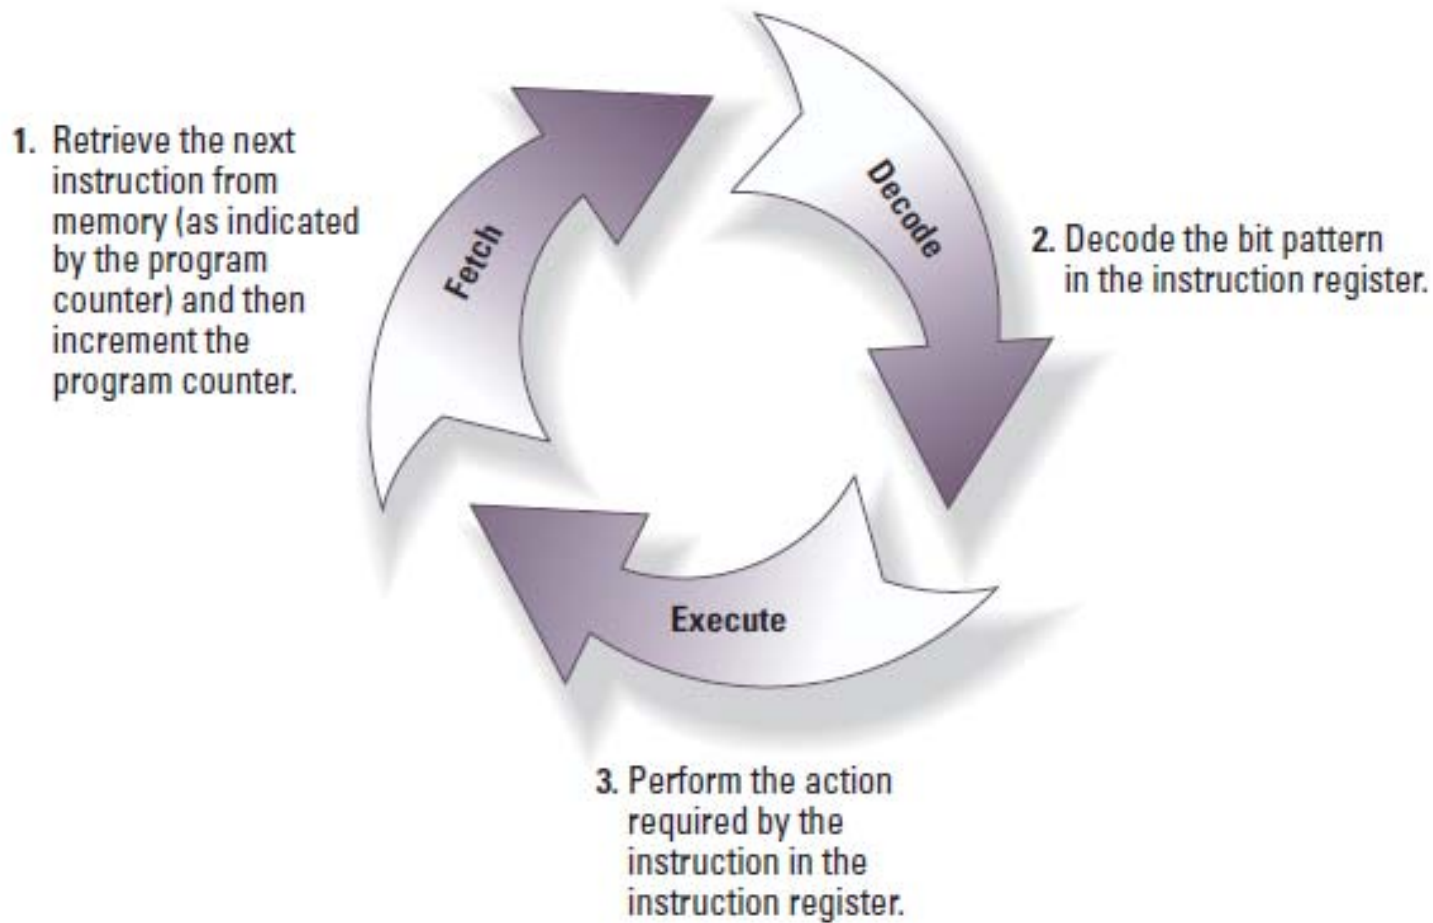 1. Retrieve the next
instruction from
memory (as indicated
by the program
counter) and then
increment the
program counter.
Fetch
Decode
2. Decode the bit pattern
in the instruction register.
Execute
3. Perform the action
required by the
instruction in the
instruction register.